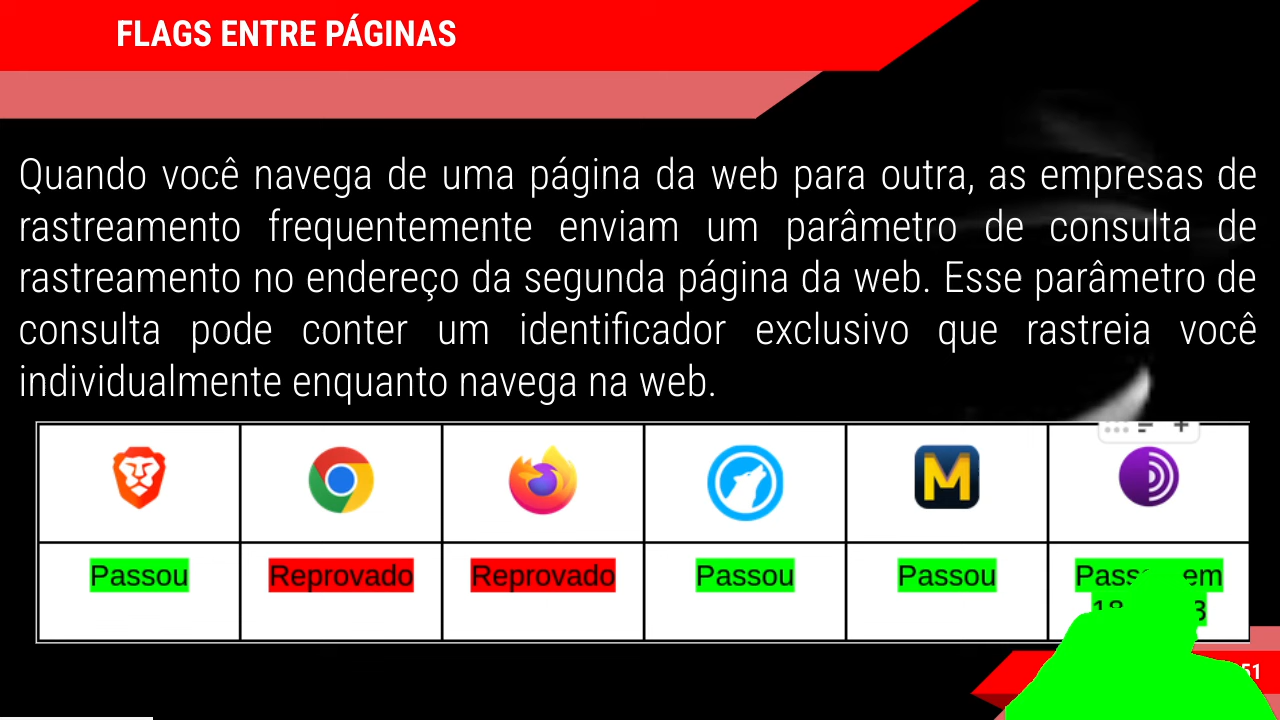 FLAGS ENTRE PÁGINAS
Quando você navega de uma página da web para outra, as empresas de
rastreamento frequentemente enviam um parâmetro de consulta de
rastreamento no endereço da segunda página da web. Esse parâmetro de
consulta pode conter um identificador exclusivo que rastreia você
individualmente enquanto navega na web.
M
Passou Reprovado Reprovado Passou Passou em
51